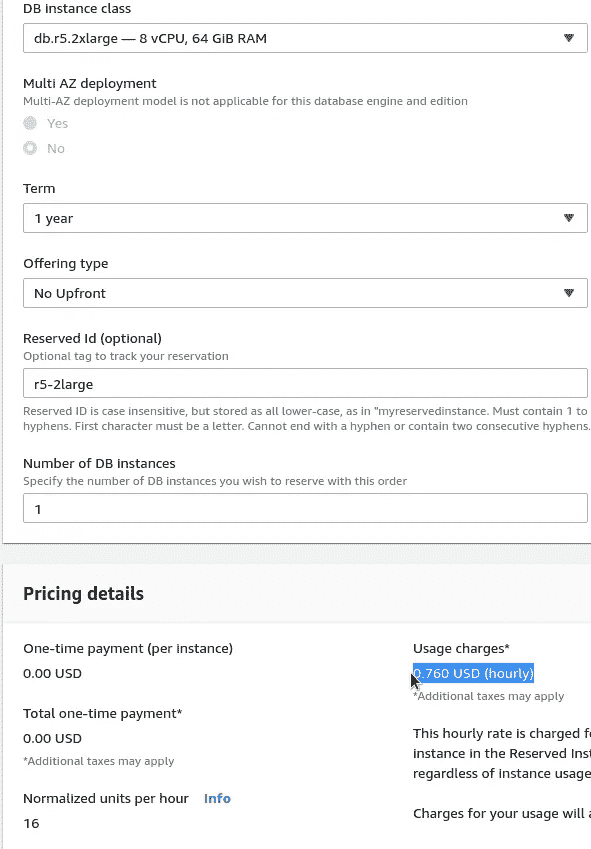 DB instance class
db.r5.2xlarge — 8 vCPU, 64 GiB RAM
Multi AZ deployment
Multi-AZ deployment model is not applicable for this database engine and edition
Yes
No
Term
1 year
Offering type
No Upfront
Reserved Id (optional)
Optional tag to track your reservation
r5-2large
Reserved ID is case insensitive, but stored as all lower-case, as in "myreservedinstance. Must contain 1 to
hyphens. First character must be a letter. Cannot end with a hyphen or contain two consecutive hyphens.
Number of DB instances
Specify the number of DB instances you wish to reserve with this order
1
Pricing details
One-time payment (per instance)
0.00 USD
Total one-time payment*
0.00 USD
*Additional taxes may apply
Normalized units per hour Info
16
Usage charges*
0.760 USD (hourly)
*Additional taxes may apply
This hourly rate is charged
instance in the Reserved
regardless of instance usage
Charges for your usage will